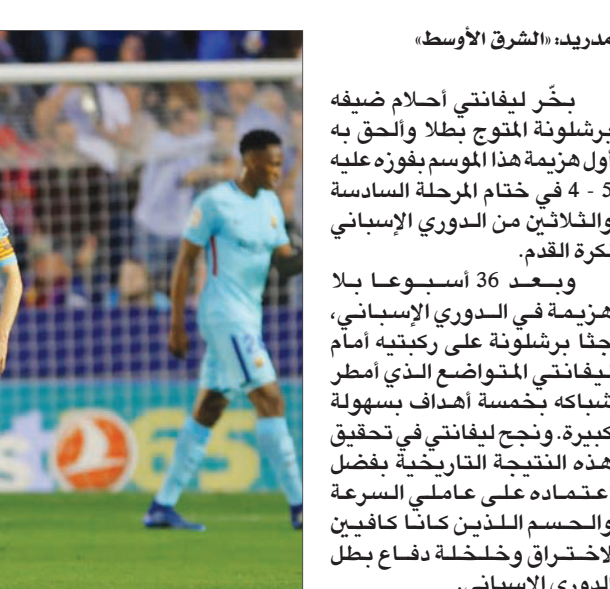 مدريد: «الشرق الأوسط»
بخّر ليفانتي أحلام ضيفه
برشلونة المتوج بطلا وألحق به
أول هزيمة هذا الموسم بفوزه عليه
5 - 4 في ختام المرحلة السادسة
والثلاثين من الدوري الإسباني
لكرة القدم.
وبعد 36 أسبوعا بلا
هزيمة في الدوري الإسباني،
جثا برشلونة على ركبتيه أمام
ليفانتي المتواضع الذي أمطر
شباكه بخمسة أهداف بسهولة
كبيرة. ونجح ليفانتي في تحقيق
هذه النتيجة التاريخية بفضل
اعتماده على عاملي السرعة
والحسم اللذين كانا كافيين
لاختراق وخلخلة دفاع بطل
الدوري الإسباني.
65